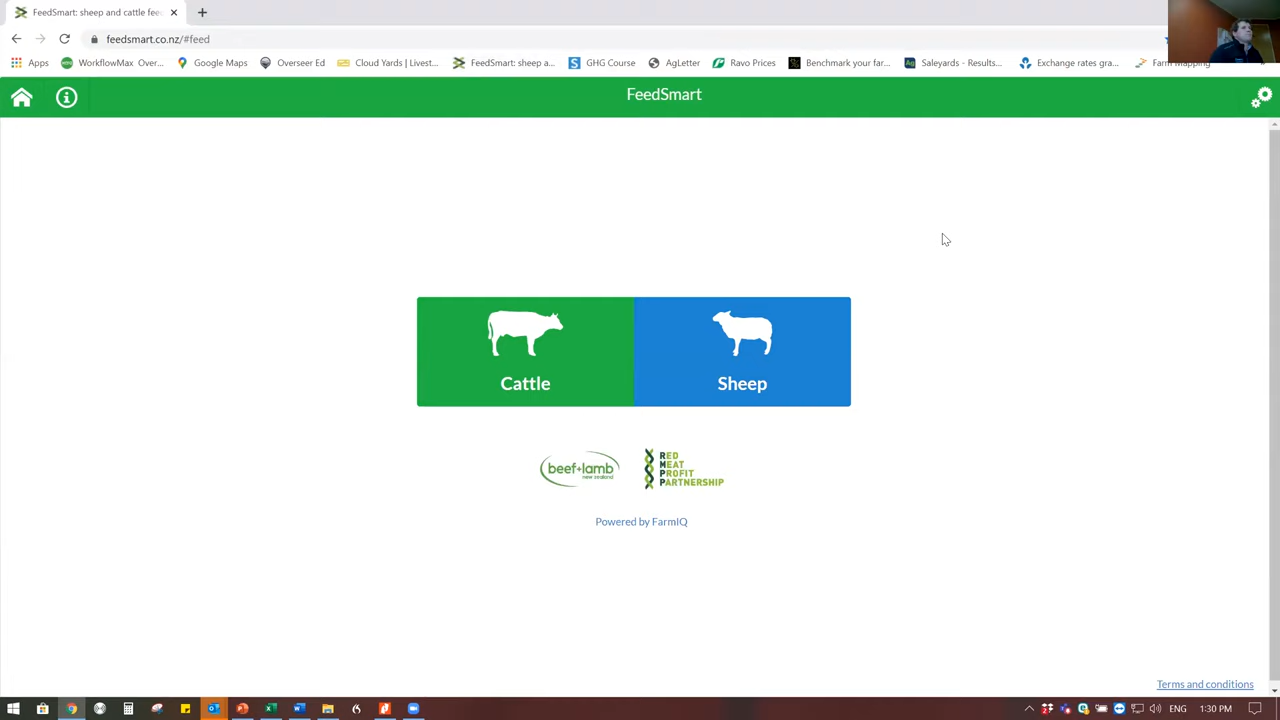 FeedSmart: sheep and cattle fee
feedsmart.co.nz/#feed
Apps
WorkflowMax Over...
Google Maps
Overseer Ed
Cloud Yards | Livest...
FeedSmart: sheep a...
GHG Course
AgLetter
Ravo Prices
Benchmark your far...
Saleyards - Results...
Exchange rates gra...
Farm Mapping
FeedSmart
Cattle
Sheep
beef+lamb
new zealand
RED
MEAT
PROFIT
PARTNERSHIP
Powered by FarmIQ
Terms and conditions
ENG
1:30 PM